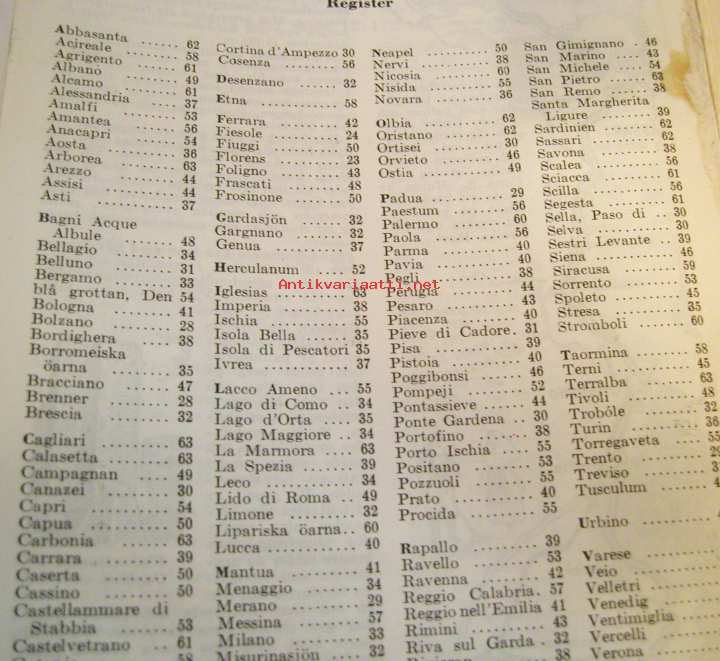 Register
Abbasanta ...... 62
Acireale ...... 58
Agrigento ...... 61
Albano ...... 49
Alcamo ...... 61
Alessandria ...... 37
Amalfi ...... 53
Amantea ...... 56
Anacapri ...... 54
Aosta ...... 36
Arborea ...... 63
Arezzo ...... 44
Assisi ...... 44
Asti ...... 37
Bagni Acque
Albule ...... 48
Bellagio ...... 34
Belluno ...... 31
Bergamo ...... 33
blå grottan, Den 54
Bologna ...... 41
Bolzano ...... 28
Bordighera ...... 38
Borromeiska
öarna ...... 35
Bracciano ...... 47
Brenner ...... 28
Brescia ...... 32
Cagliari ...... 63
Calasetta ...... 63
Campagnan ...... 49
Canazei ...... 30
Capri ...... 54
Capua ...... 50
Carbonia ...... 63
Carrara ...... 39
Caserta ...... 50
Cassino ...... 50
Castellammare di
Stabbia ...... 53
Castelvetrano .. 61
Cortina d'Ampezzo 30
Cosenza ...... 56
Desenzano ...... 32
Etna ...... 58
Ferrara ...... 42
Fiesole ...... 24
Fiuggi ...... 50
Florens ...... 23
Foligno ...... 43
Frascati ...... 48
Frosinone ...... 50
Gardasjön ...... 32
Gargnano ...... 32
Genua ...... 37
Herculanum ...... 52
Iglesias ...... 63
Imperia ...... 38
Ischia ...... 55
Isola Bella ...... 35
Isola di Pescatori 35
Ivrea ...... 37
Lacco Ameno .. 55
Lago di Como .. 34
Lago d'Orta ... 35
Lago Maggiore .. 34
La Marmora ... 63
La Spezia ...... 39
Leco ...... 34
Lido di Roma .. 49
Limone ...... 32
Lipariska öarna.. 60
Lucca ...... 40
Mantua ...... 41
Menaggio ...... 34
Merano ...... 29
Messina ...... 57
Milano ...... 33
Misurinasjön ... 32
Neapel ...... 50
Nervi ...... 38
Nicosia ...... 60
Nisida ...... 55
Novara ...... 36
Olbia ...... 62
Oristano ...... 62
Ortisei ...... 30
Orvieto ...... 46
Ostia ...... 49
Padua ...... 29
Paestum ...... 56
Palermo ...... 60
Paola ...... 56
Parma ...... 40
Pavia ...... 40
Pegli ...... 38
Perugia ...... 44
Pesaro ...... 43
Piacenza ...... 40
Pieve di Cadore. 31
Pisa ...... 39
Pistoia ...... 40
Poggibonsi ...... 46
Pompeji ...... 52
Pontassieve .... 44
Ponte Gardena .. 30
Portofino ...... 38
Porto Ischia ... 55
Positano ...... 53
Pozzuoli ...... 55
Prato ...... 40
Procida ...... 55
Rapallo ...... 39
Ravello ...... 53
Ravenna ...... 42
Reggio Calabria. 57
Reggio nell'Emilia 41
Rimini ...... 43
Riva sul Garda . 32
San Gimignano . 46
San Marino .. 43
San Michele ... 54
San Pietro ..... 63
San Remo ..... 38
Santa Margherita
Ligure ...... 39
Sardinien ...... 62
Sassari ...... 62
Savona ...... 38
Scalea ...... 56
Sciacca ...... 61
Scilla ...... 56
Segesta ...... 61
Sella, Paso di .. 30
Selva ...... 30
Sestri Levante .. 39
Siena ...... 46
Siracusa ...... 59
Sorrento ...... 53
Spoleto ...... 45
Stresa ...... 35
Stromboli ...... 60
Taormina ...... 58
Terni ...... 45
Terralba ...... 63
Tivoli ...... 48
Trobóle ...... 32
Turin ...... 36
Torregaveta ... 55
Trento ......
Treviso ......
Tusculum ......
Urbino ......
Varese ......
Veio ......
Velletri ......
Venedig ......
Ventimiglia ......
Vercelli ......
Verona ......
Antikvariaatti.net